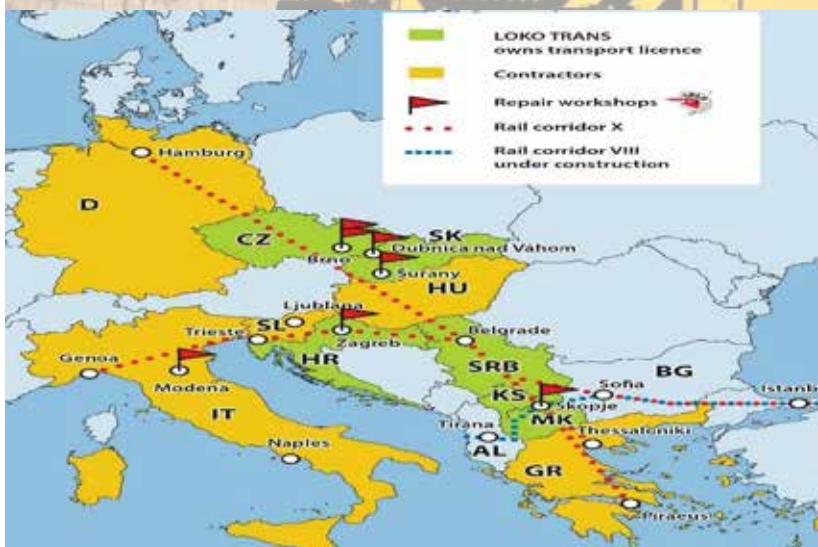 LOKO TRANS
owns transport licence
Contractors
Repair workshops
Rail corridor X
Rail corridor VIII
under construction
Hamburg
D
CZ
SK
Brno
Dubnica nad Váhom
Šurany
HU
Ljubljana
SL
Trieste
Zagreb
Belgrade
Genoa
HR
SRB
BG
Modena
KS
Sofia
Istanb
Skopje
IT
MK
Tirana
Thessaloniki
AL
Naples
GR
Piraeus